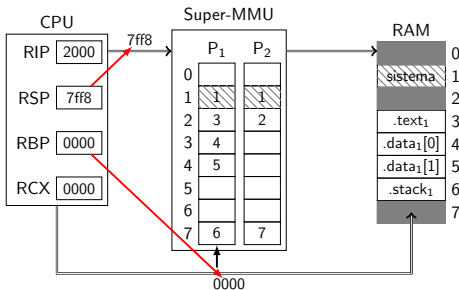 CPU
RIP 2000
RSP 7ff8
RBP 0000
RCX 0000
7ff8
Super-MMU
P1 P2
0
1 1 1
2 3 2
3 4
4 5
5
6
7 6 7
0000
RAM
0
sistema 1
2
.text1 3
.data1[0] 4
.data1[1] 5
.stack1 6
7